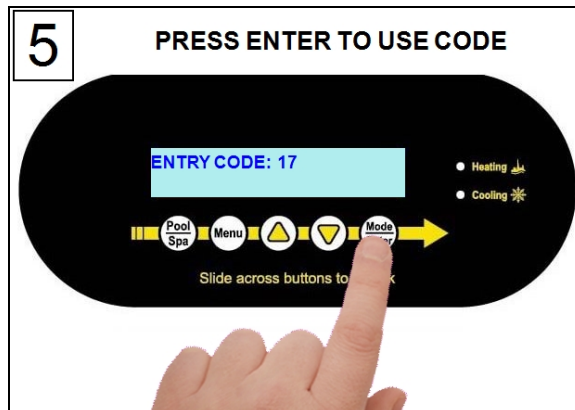 5
PRESS ENTER TO USE CODE
ENTRY CODE: 17
Heating
Cooling
Pool
Spa
Menu
Mode
Slide across buttons to